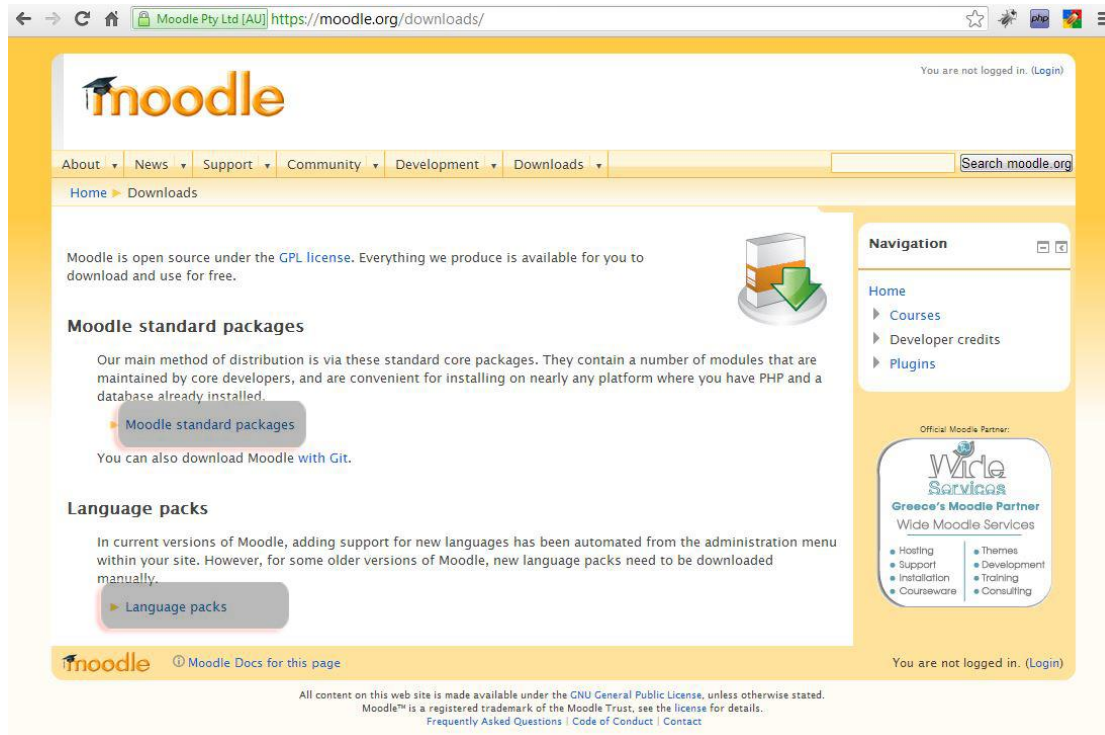 Moodle Pty Ltd [AU] https://moodle.org/downloads/
php
moodle
You are not logged in. (Login)
About News Support Community Development Downloads Search moodle.org
Home Downloads
Moodle is open source under the GPL license. Everything we produce is available for you to
download and use for free.
Moodle standard packages
Our main method of distribution is via these standard core packages. They contain a number of modules that are
maintained by core developers, and are convenient for installing on nearly any platform where you have PHP and a
database already installed.
Moodle standard packages
You can also download Moodle with Git.
Language packs
In current versions of Moodle, adding support for new languages has been automated from the administration menu
within your site. However, for some older versions of Moodle, new language packs need to be downloaded
manually.
Language packs
Navigation
Home
Courses
Developer credits
Plugins
Official Moodle Partner:
Wide
Services
Greece's Moodle Partner
Wide Moodle Services
Hosting
Support
Installation
Courseware
Themes
Development
Training
Consulting
moodle Moodle Docs for this page You are not logged in. (Login)
All content on this web site is made available under the GNU General Public License, unless otherwise stated.
Moodle™ is a registered trademark of the Moodle Trust, see the license for details.
Frequently Asked Questions | Code of Conduct | Contact